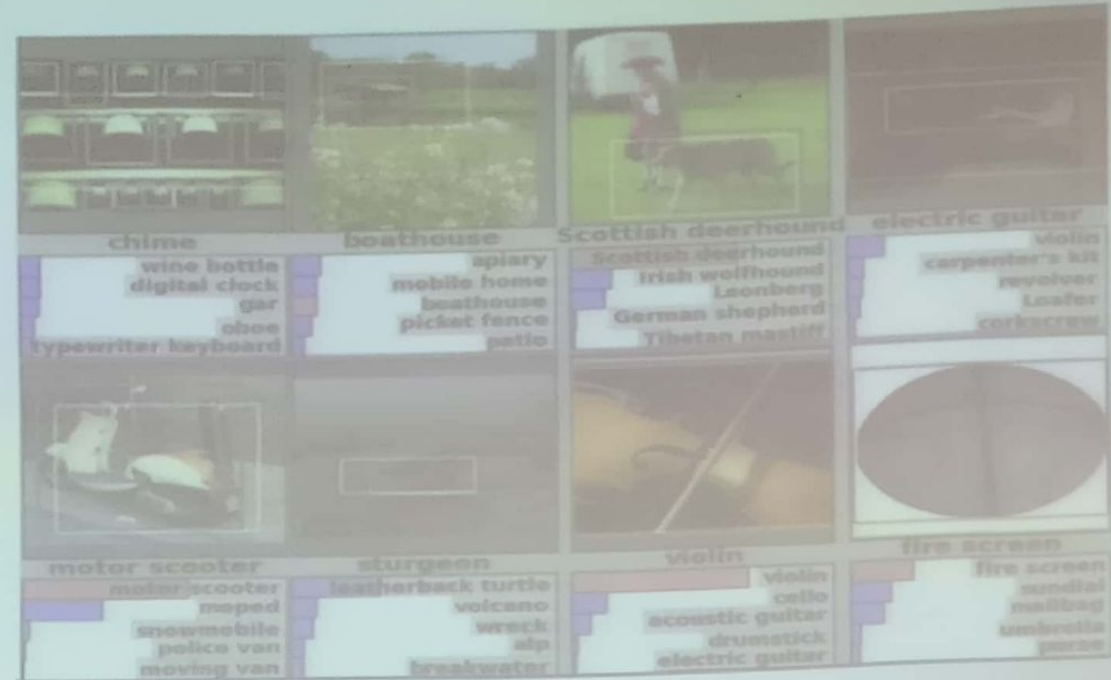 chime
boathouse
Scottish deerhound
electric guitar
wine bottle
digital clock
gar
oboe
typewriter keyboard
apiary
mobile home
boathouse
picket fence
patio
Scottish deerhound
Irish wolfhound
Leonberg
German shepherd
Tibetan mastiff
violin
carpenter's kit
revolver
Loafer
corkscrew
motor scooter
sturgeon
violin
fire screen
motor scooter
moped
snowmobile
police van
moving van
leatherback turtle
volcano
wreck
alp
breakwater
violin
cello
acoustic guitar
drumstick
electric guitar
fire screen
sundial
mailbag
umbrella
purse